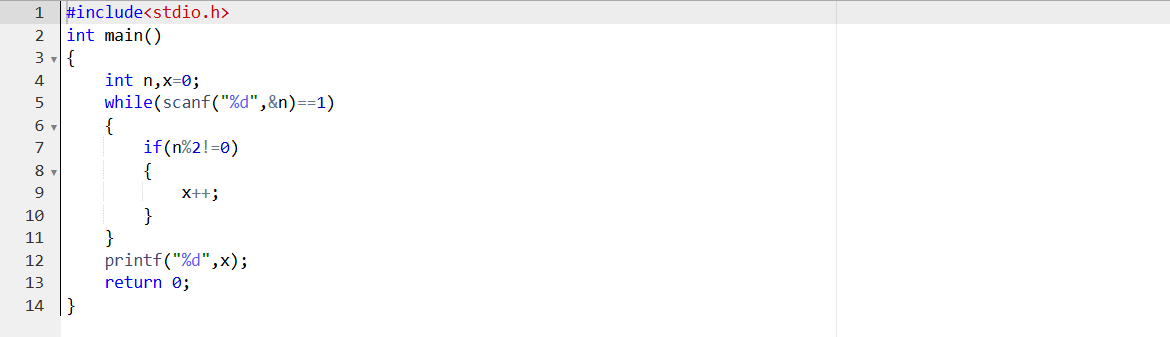 1 #include<stdio.h>
2 int main()
3 {
4 int n,x=0;
5 while(scanf("%d",&n)==1)
6 {
7 if(n%2!=0)
8 {
9 x++;
10 }
11 }
12 printf("%d",x);
13 return 0;
14 }